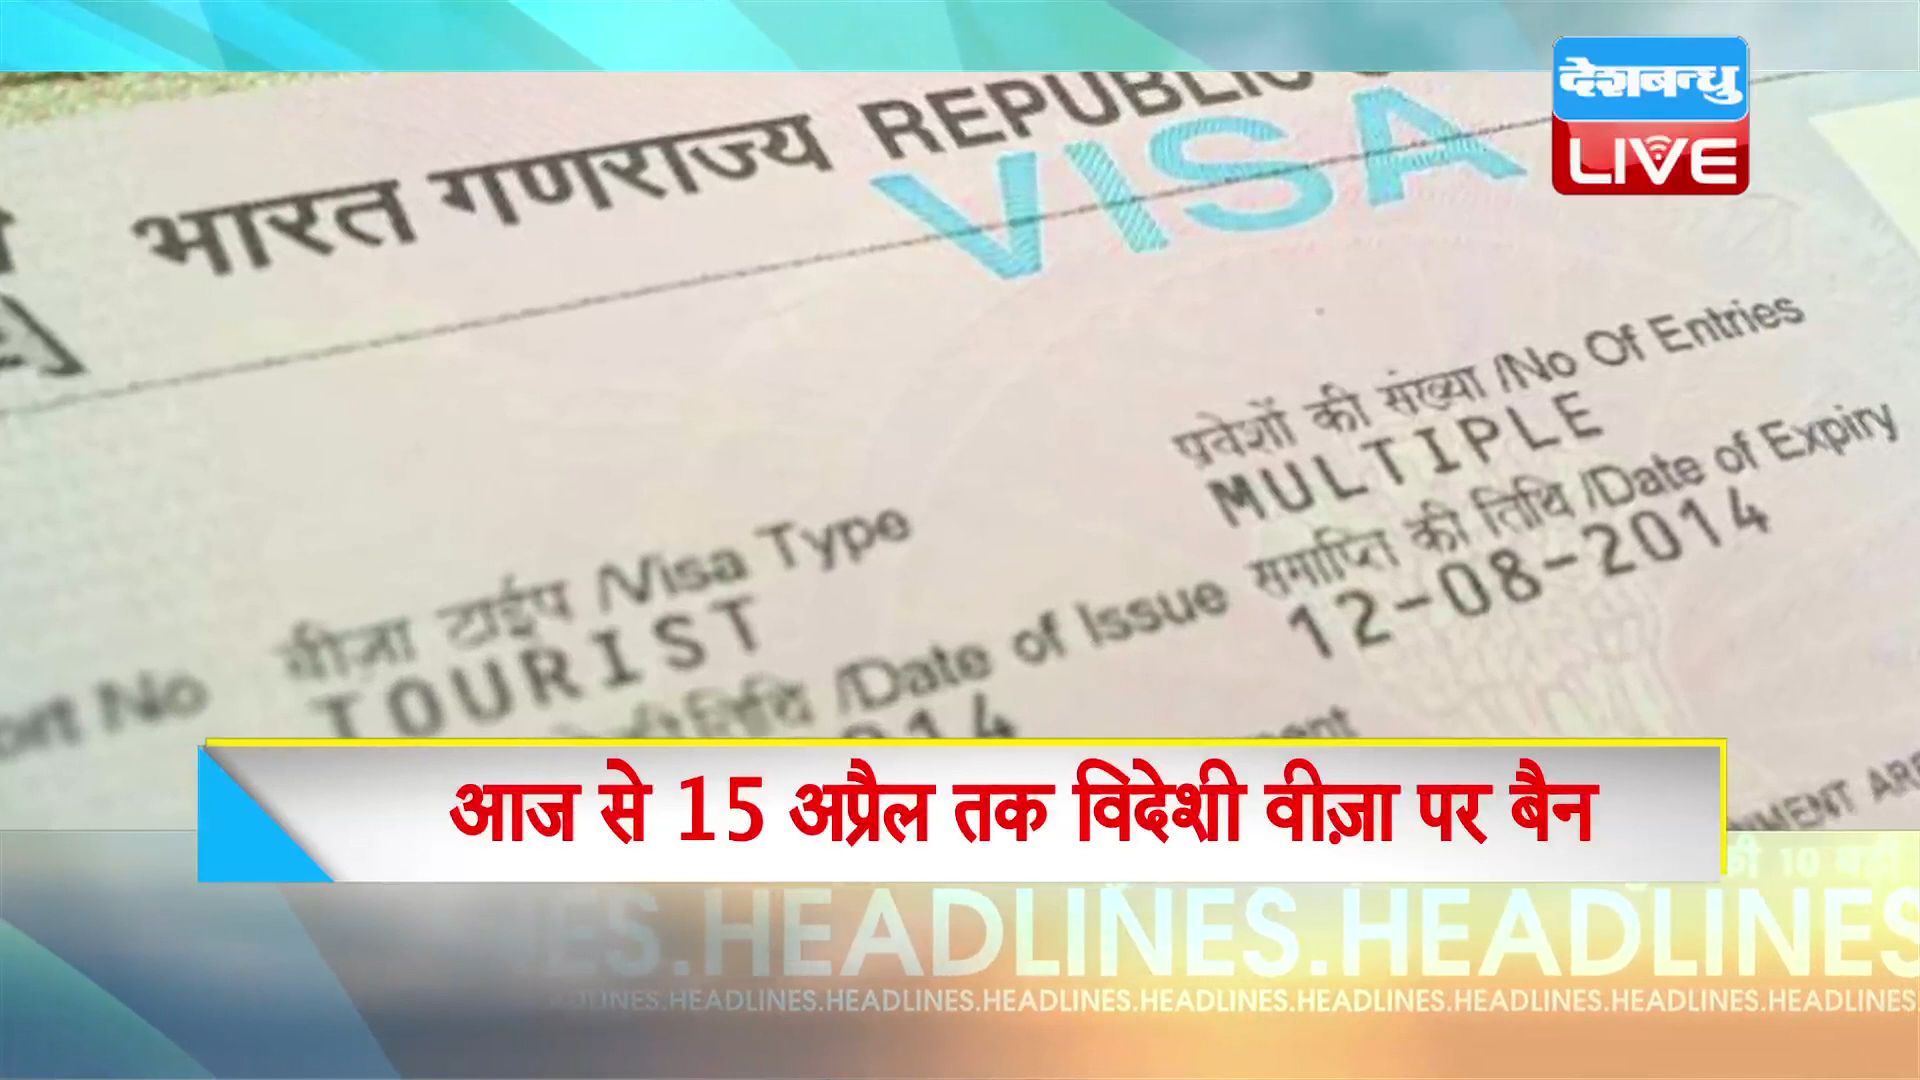 देशबन्धु
LIVE
भारत गणराज्य REPUBLIC
VISA
प्रवेशों की संख्या /No Of Entries
MULTIPLE
समाप्ति की तिथि /Date of Expiry
12-08-2014
वीज़ा टाईप /Visa Type
TOURIST
No
तिथि /Date of Issue
आज से 15 अप्रैल तक विदेशी वीज़ा पर बैन
ES.HEADLINES.HEADLINES
HEADLINES.HEADLINES.HEADLINES.HEADLINES.HEADLINES.HEADLINES.HEADLINES.HEADLINES